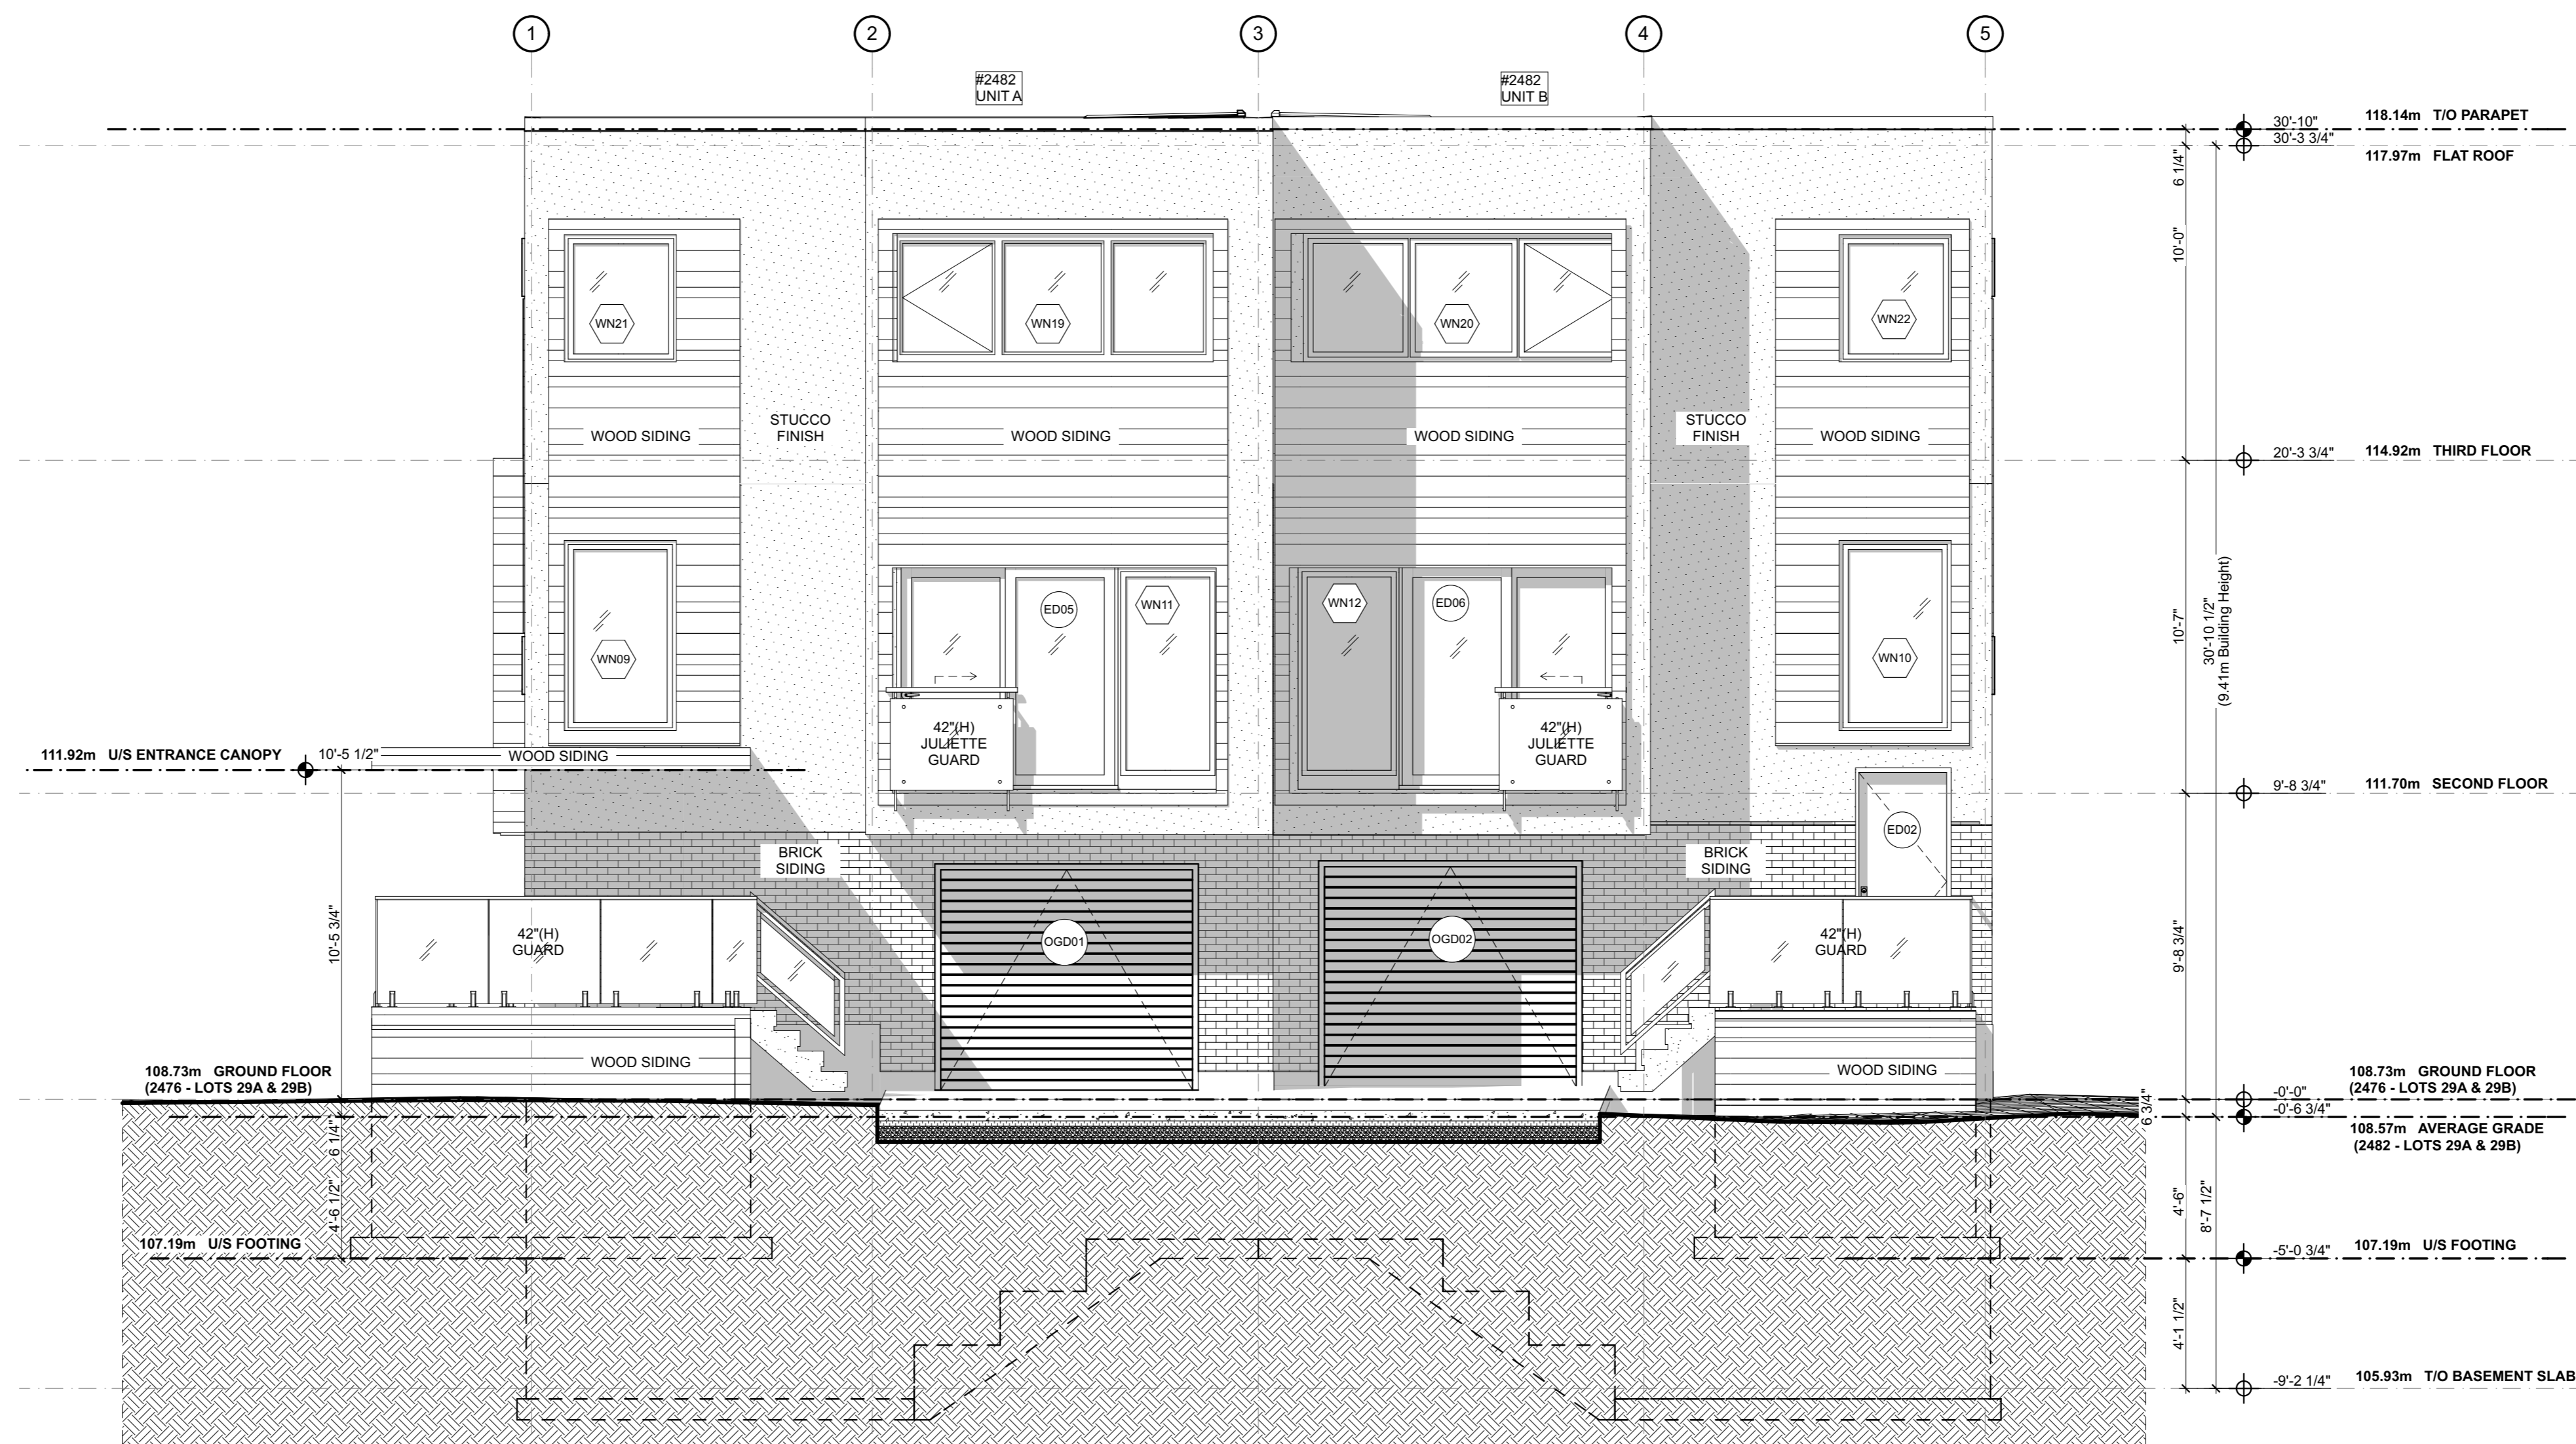 1
2
3
4
5
#2482
UNIT A
#2482
UNIT B
30'-10"
118.14m T/O PARAPET
30'-3 3/4"
117.97m FLAT ROOF
6 1/4"
10'-0"
WN21
WN19
WN20
WN22
STUCCO
FINISH
STUCCO
FINISH
WOOD SIDING
WOOD SIDING
WOOD SIDING
WOOD SIDING
20'-3 3/4"
114.92m THIRD FLOOR
10'-7"
30'-10 1/2"
(9.41m Building Height)
ED05
WN11
WN12
ED06
WN09
WN10
42"(H)
JULIETTE
GUARD
42"(H)
JULIETTE
GUARD
111.92m U/S ENTRANCE CANOPY
10'-5 1/2"
WOOD SIDING
9'-8 3/4"
111.70m SECOND FLOOR
ED02
BRICK
SIDING
BRICK
SIDING
10'-5 3/4"
9'-8 3/4"
42"(H)
GUARD
OGD01
OGD02
42"(H)
GUARD
WOOD SIDING
WOOD SIDING
108.73m GROUND FLOOR
(2476 - LOTS 29A & 29B)
-0'-0"
108.73m GROUND FLOOR
(2476 - LOTS 29A & 29B)
6 3/4"
-0'-6 3/4"
108.57m AVERAGE GRADE
(2482 - LOTS 29A & 29B)
6 1/4"
4'-6 1/2"
4'-6"
8'-7 1/2"
107.19m U/S FOOTING
-5'-0 3/4"
107.19m U/S FOOTING
4'-1 1/2"
-9'-2 1/4"
105.93m T/O BASEMENT SLAB